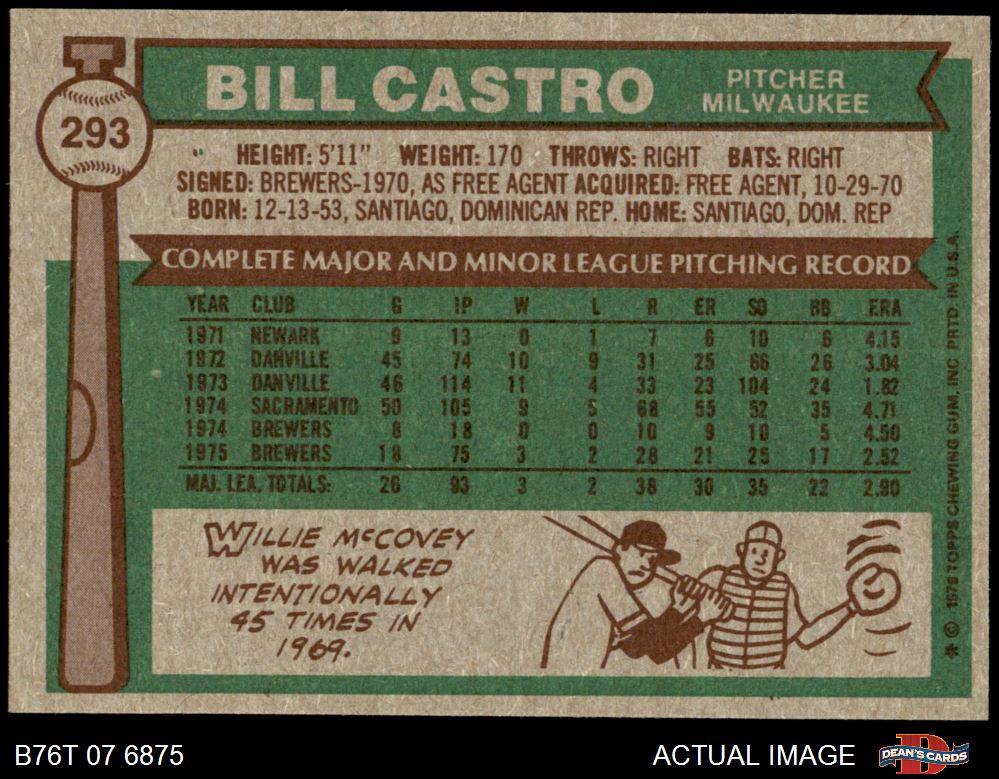 BILL CASTRO
PITCHER
MILWAUKEE
293
HEIGHT: 5'11" WEIGHT: 170 THROWS: RIGHT BATS: RIGHT
SIGNED: BREWERS-1970, AS FREE AGENT ACQUIRED: FREE AGENT, 10-29-70
BORN: 12-13-53, SANTIAGO, DOMINICAN REP. HOME: SANTIAGO, DOM. REP
COMPLETE MAJOR AND MINOR LEAGUE PITCHING RECORD
YEAR CLUB G IP W L R ER SO BB ERA
1971 NEWARK 9 13 0 1 7 6 10 6 4.15
1972 DANVILLE 45 74 10 9 31 25 66 26 3.04
1973 DANVILLE 46 114 11 4 33 23 104 24 1.82
1974 SACRAMENTO 50 105 9 5 68 55 52 35 4.71
1974 BREWERS 8 18 0 0 10 9 10 5 4.50
1975 BREWERS 18 75 3 2 28 21 25 17 2.52
MAJ. LEA. TOTALS: 26 93 3 2 38 30 35 22 2.90
WILLIE McCOVEY
WAS WALKED
INTENTIONALLY
45 TIMES IN
1969.
* © 1976 TOPPS CHEWING GUM, INC PRTD. IN U.S.A.
B76T 07 6875
ACTUAL IMAGE
DEAN'S CARDS